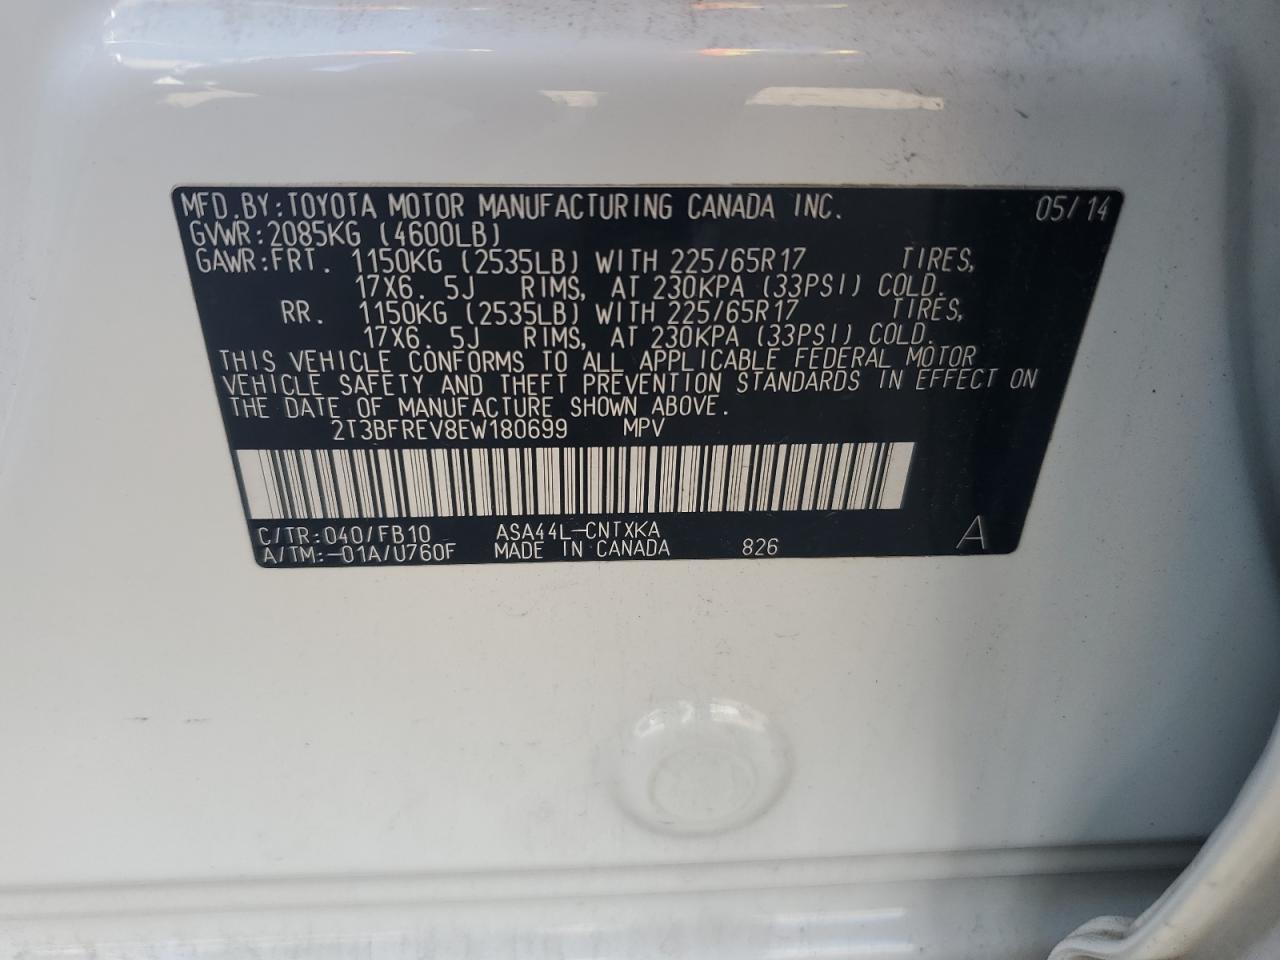 MFD.BY:TOYOTA MOTOR MANUFACTURING CANADA INC. 05/14
GVWR:2085KG (4600LB)
GAWR:FRT. 1150KG (2535LB) WITH 225/65R17 TIRES,
17X6. 5J RIMS, AT 230KPA (33PSI) COLD.
RR. 1150KG (2535LB) WITH 225/65R17 TIRES,
17X6. 5J RIMS, AT 230KPA (33PSI) COLD.
THIS VEHICLE CONFORMS TO ALL APPLICABLE FEDERAL MOTOR
VEHICLE SAFETY AND THEFT PREVENTION STANDARDS IN EFFECT ON
THE DATE OF MANUFACTURE SHOWN ABOVE.
2T3BFREV8EW180699 MPV
C/TR:040/FB10 ASA44L-CNTXKA
A/TM:-01A/U760F MADE IN CANADA 826 A